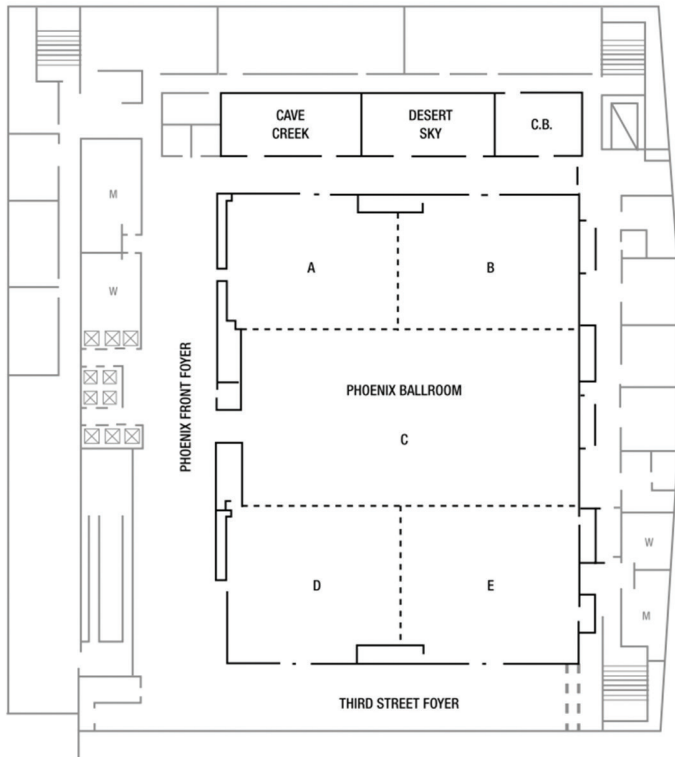 CAVE
CREEK
DESERT
SKY
C.B.
M
A
B
W
PHOENIX FRONT FOYER
PHOENIX BALLROOM
C
W
D
E
M
THIRD STREET FOYER